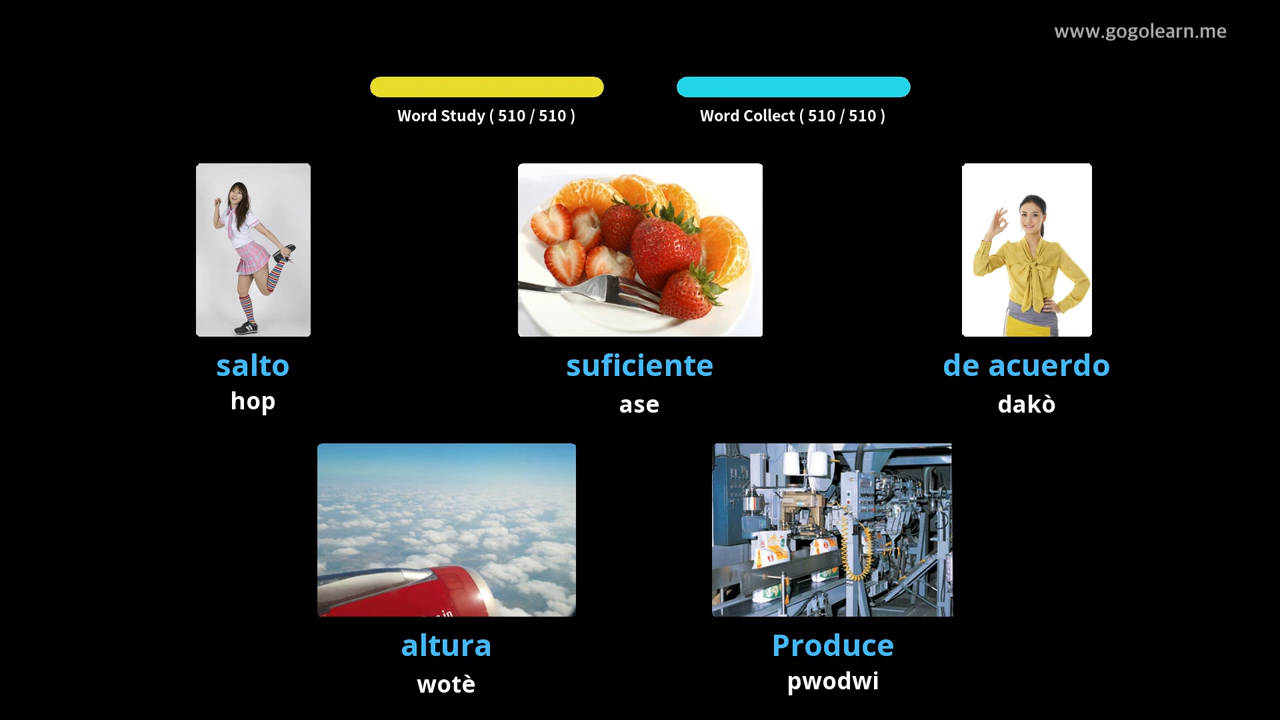 www.gogolearn.me
Word Study ( 510 / 510 )
Word Collect ( 510 / 510 )
salto
hop
suficiente
ase
de acuerdo
dakò
altura
wotè
Produce
pwodwi